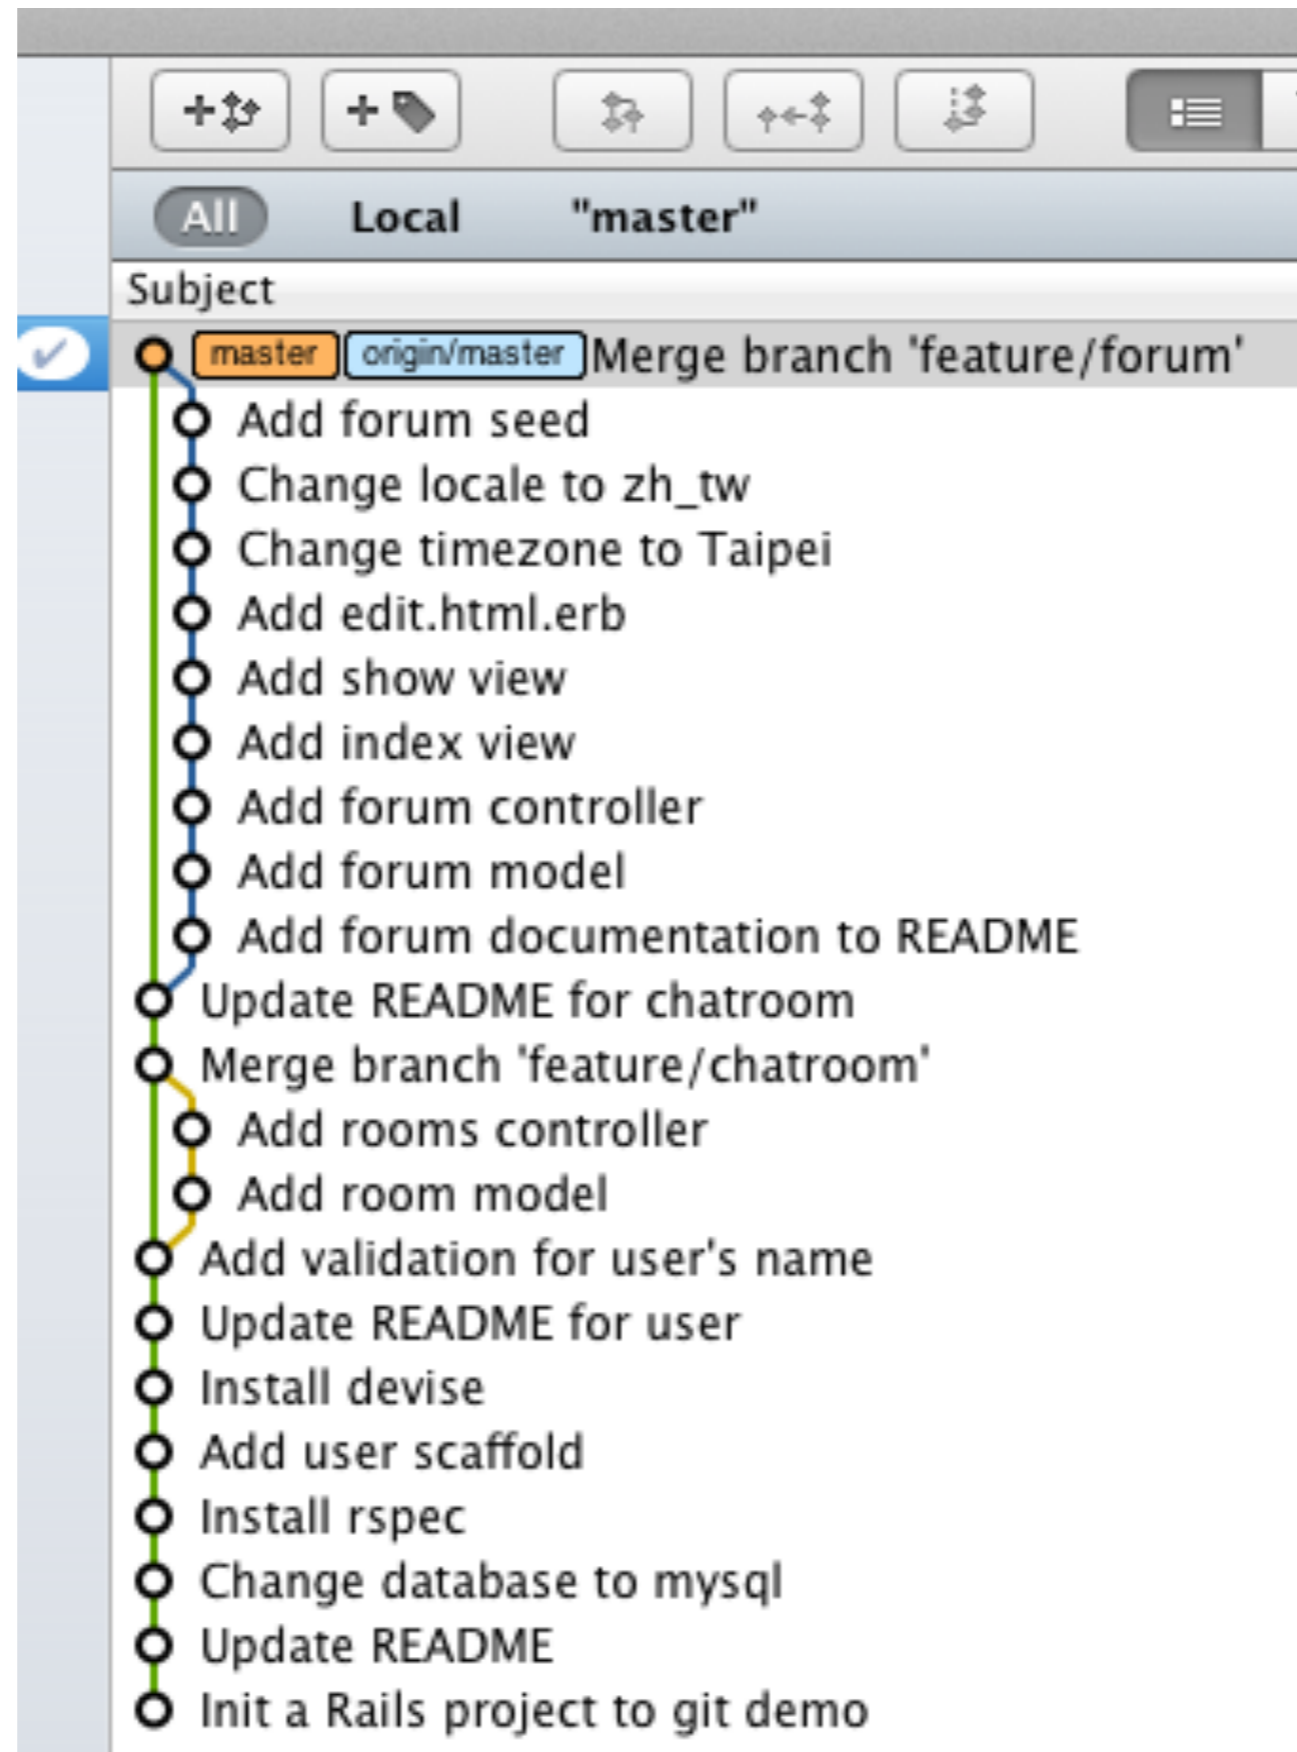 All Local "master"
Subject
master origin/master Merge branch 'feature/forum'
Add forum seed
Change locale to zh_tw
Change timezone to Taipei
Add edit.html.erb
Add show view
Add index view
Add forum controller
Add forum model
Add forum documentation to README
Update README for chatroom
Merge branch 'feature/chatroom'
Add rooms controller
Add room model
Add validation for user's name
Update README for user
Install devise
Add user scaffold
Install rspec
Change database to mysql
Update README
Init a Rails project to git demo